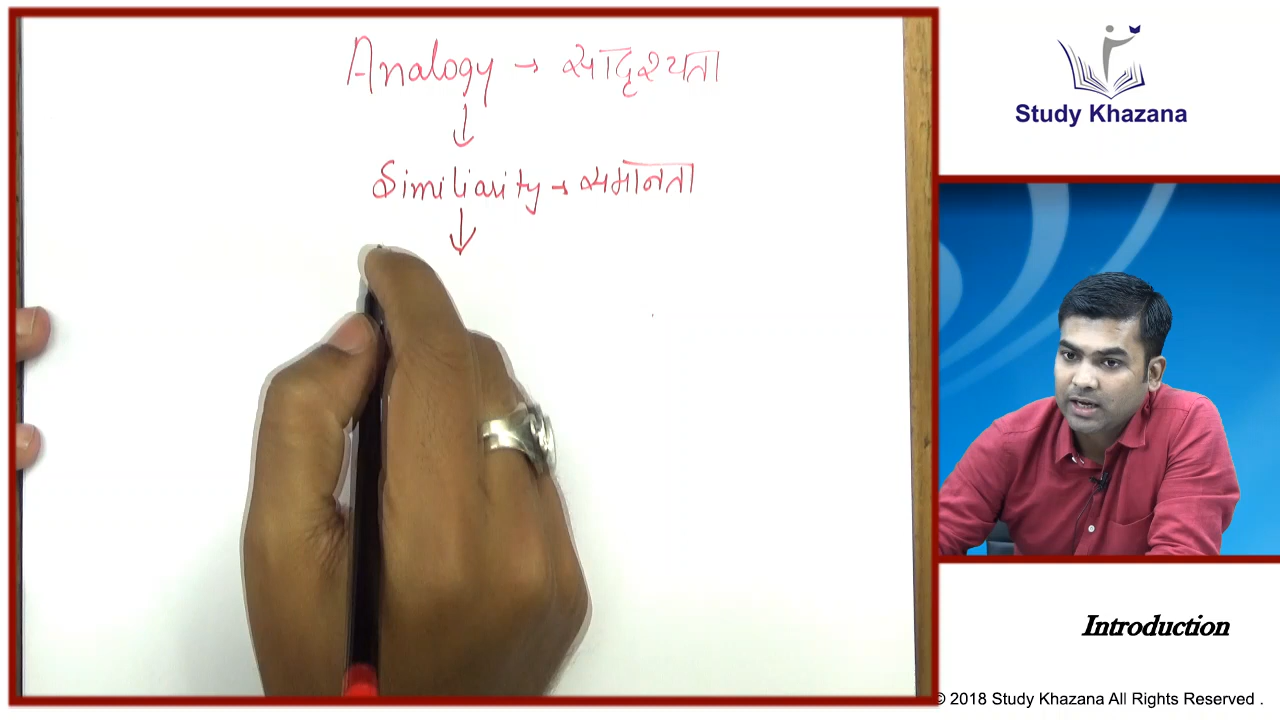 Analogy → सादृश्यता
↓
Similiarity → समानता
↓
Study Khazana
Introduction
© 2018 Study Khazana All Rights Reserved .